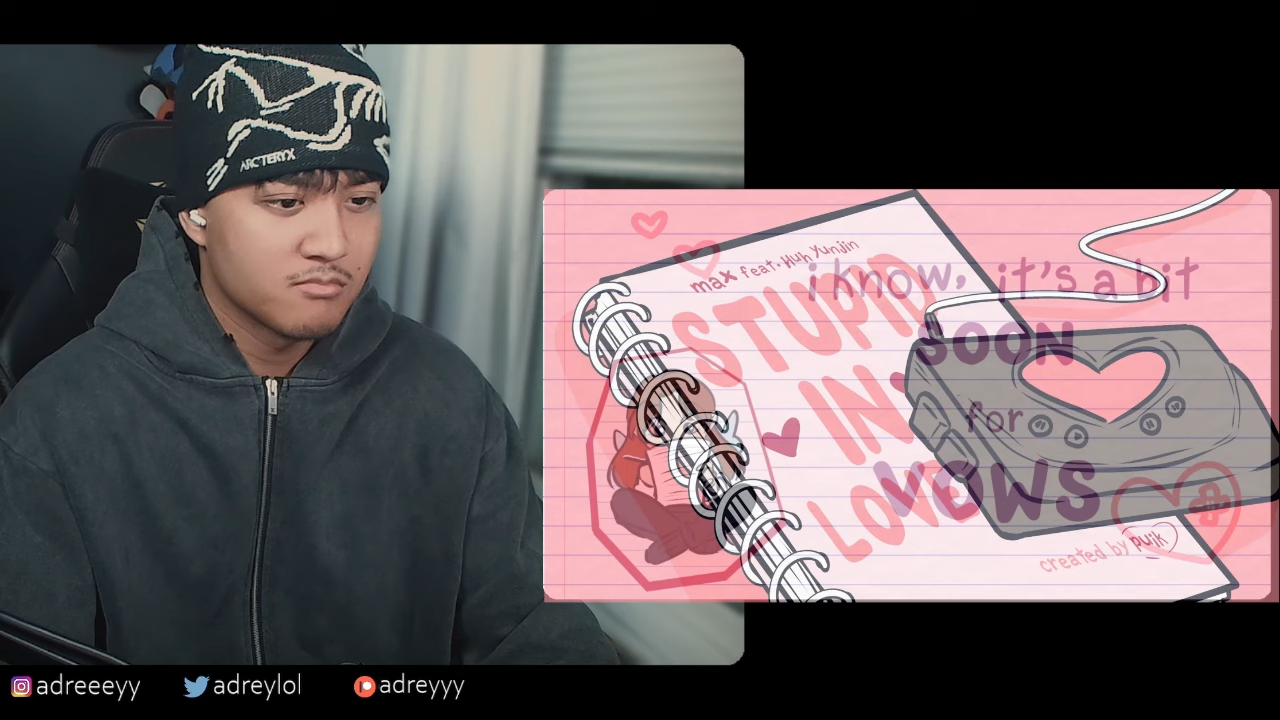 ARC'TERYX
max feat. Huh Yunjin
STUPID
IN
LOVE
i know, it's a bit
SOON
for
VOWS
created by pujk
adreeeyy
adreylol
adreyyy